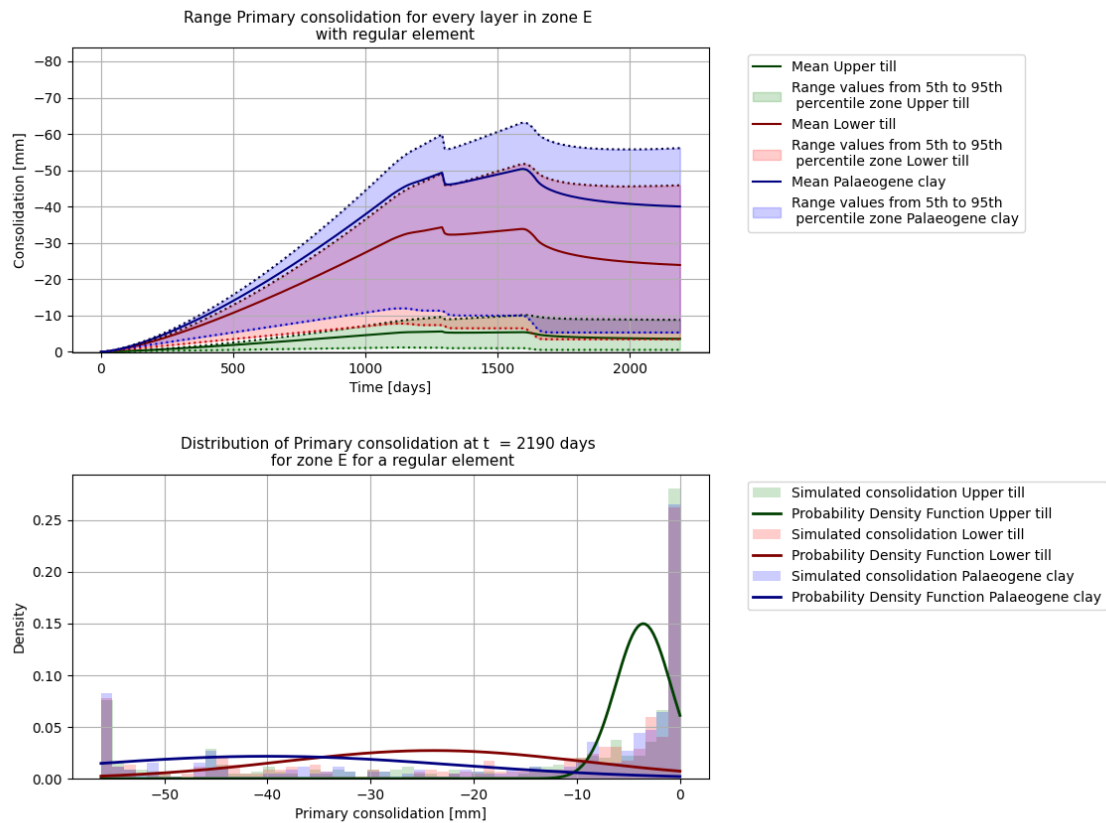 Range Primary consolidation for every layer in zone E
with regular element
Consolidation [mm]
−80
−70
−60
−50
−40
−30
−20
−10
0
0
500
1000
1500
2000
Time [days]
Mean Upper till
Range values from 5th to 95th
percentile zone Upper till
Mean Lower till
Range values from 5th to 95th
percentile zone Lower till
Mean Palaeogene clay
Range values from 5th to 95th
percentile zone Palaeogene clay
Distribution of Primary consolidation at t = 2190 days
for zone E for a regular element
Density
0.25
0.20
0.15
0.10
0.05
0.00
−50
−40
−30
−20
−10
0
Primary consolidation [mm]
Simulated consolidation Upper till
Probability Density Function Upper till
Simulated consolidation Lower till
Probability Density Function Lower till
Simulated consolidation Palaeogene clay
Probability Density Function Palaeogene clay